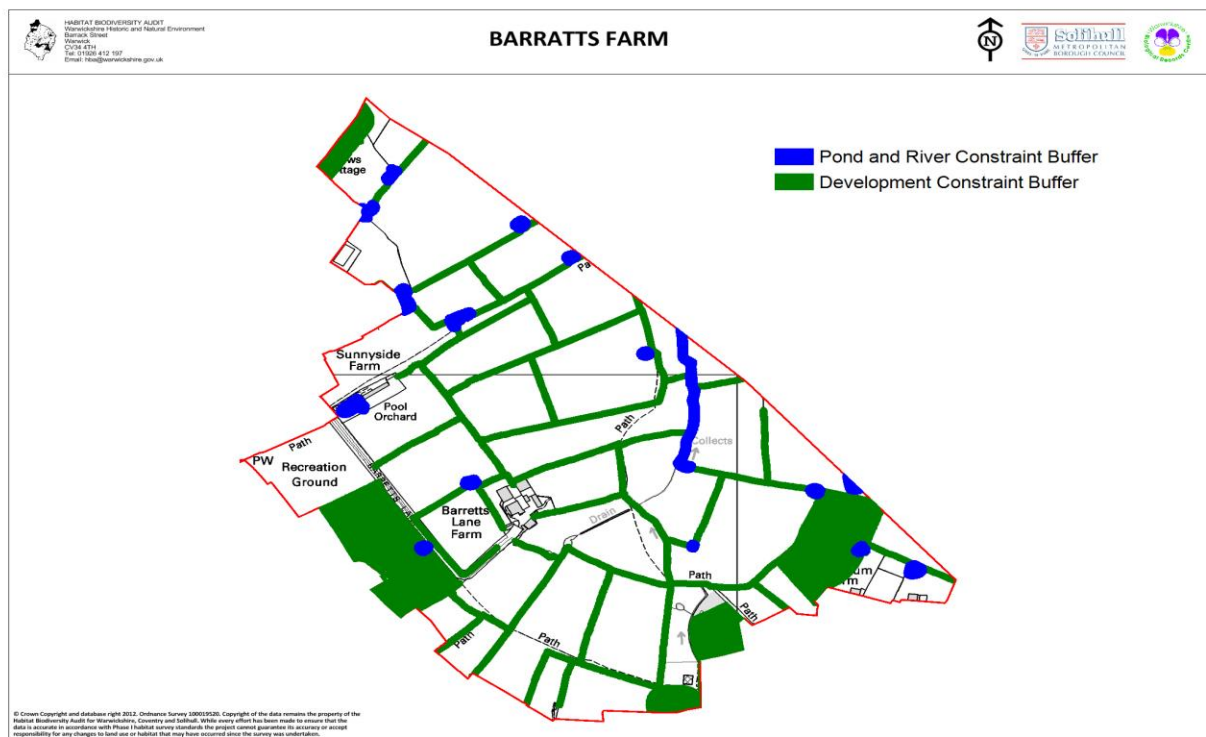 HABITAT BIODIVERSITY AUDIT
Warwickshire Historic and Natural Environment
Barrack Street
Warwick
CV34 4TH
Tel: 01926 412 197
Email: hba@warwickshire.gov.uk
BARRATTS FARM
N
Solihull
METROPOLITAN
BOROUGH COUNCIL
Pond and River Constraint Buffer
Development Constraint Buffer
ws
ttage
Pa
Sunnyside
Farm
Pool
Orchard
Path
PW
Recreation
Ground
Path
Collects
Barretts
Lane
Farm
Drain
Path
Path
Path
Path
um
rm
© Crown Copyright and database right 2012. Ordnance Survey 100019520. Copyright of the data remains the property of the
Habitat Biodiversity Audit for Warwickshire, Coventry and Solihull. While every effort has been made to ensure that the
data is accurate in accordance with Phase I habitat survey standards the project cannot guarantee its accuracy or accept
responsibility for any changes to land use or habitat that may have occurred since the survey was undertaken.